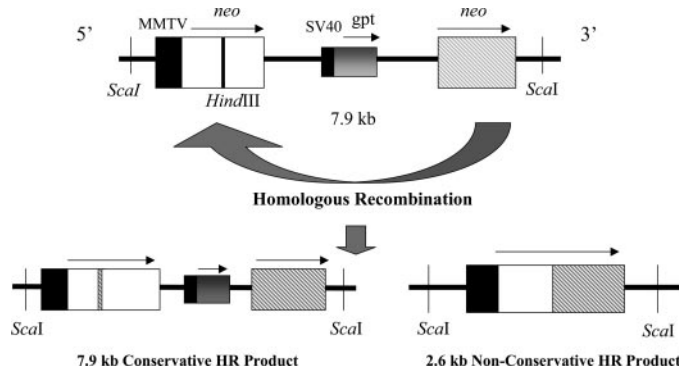 neo
gpt
neo
5’
MMTV
SV40
3’
ScaI
HindIII
ScaI
7.9 kb
Homologous Recombination
ScaI
ScaI
ScaI
ScaI
7.9 kb Conservative HR Product
2.6 kb Non-Conservative HR Product